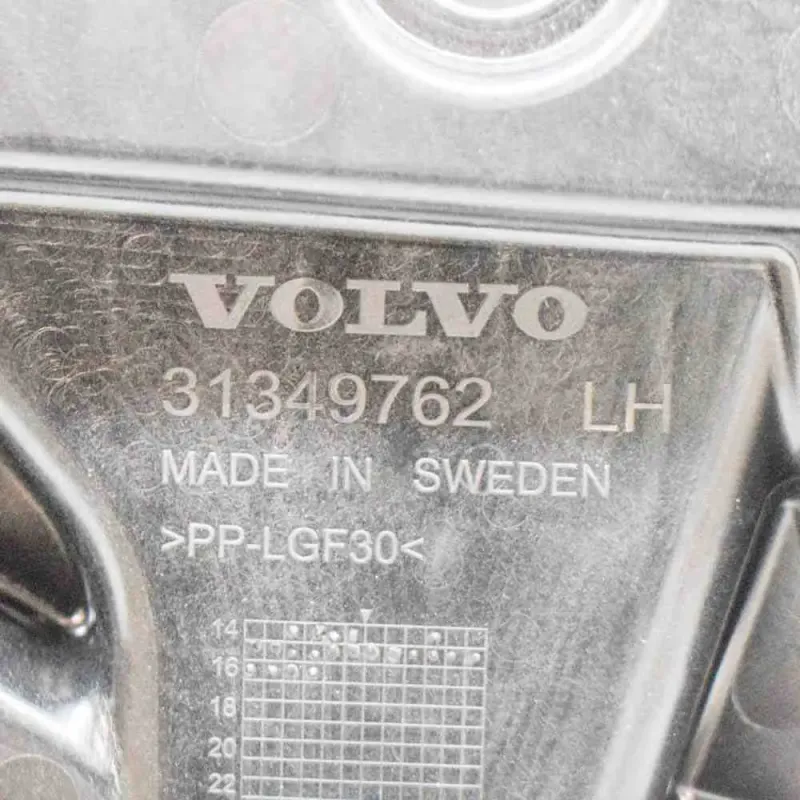 VOLVO
31349762 LH
MADE IN SWEDEN
>PP-LGF30<
14
16
18
20
22